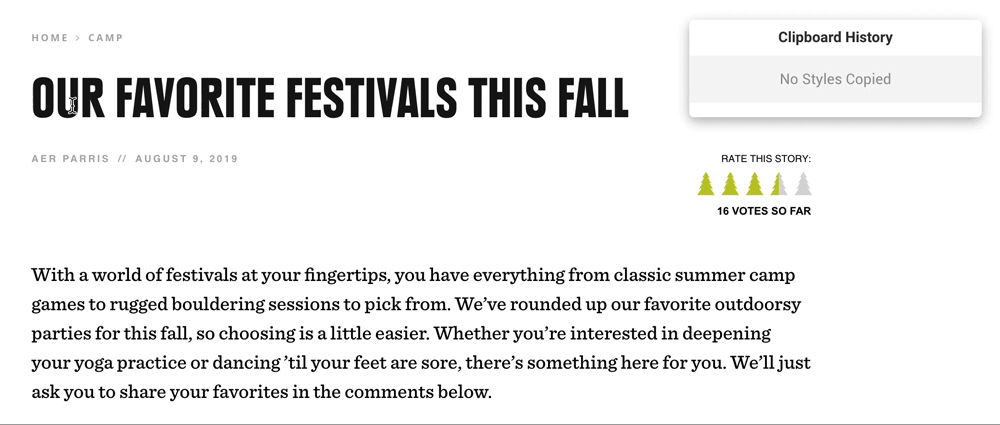 HOME > CAMP
Clipboard History
No Styles Copied
OUR FAVORITE FESTIVALS THIS FALL
AER PARRIS // AUGUST 9, 2019
RATE THIS STORY:
16 VOTES SO FAR
With a world of festivals at your fingertips, you have everything from classic summer camp
games to rugged bouldering sessions to pick from. We’ve rounded up our favorite outdoorsy
parties for this fall, so choosing is a little easier. Whether you’re interested in deepening
your yoga practice or dancing ’til your feet are sore, there’s something here for you. We’ll just
ask you to share your favorites in the comments below.